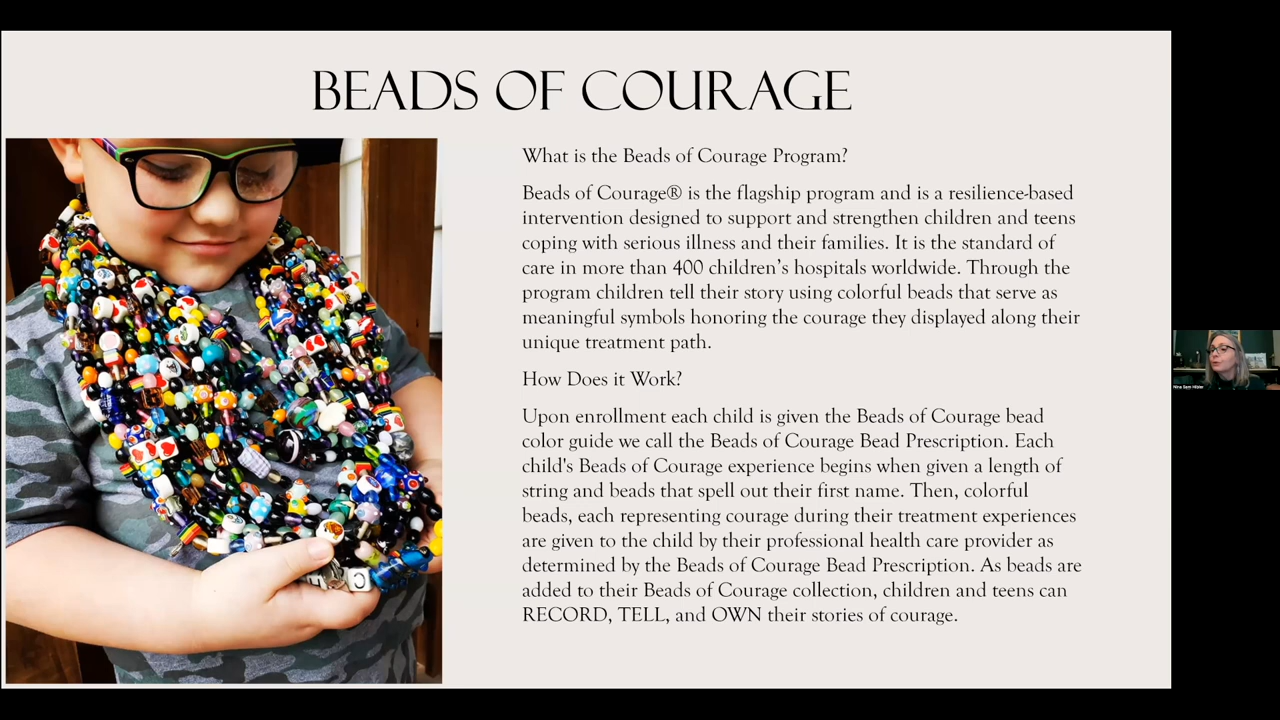 BEADS OF COURAGE
What is the Beads of Courage Program?
Beads of Courage® is the flagship program and is a resilience-based
intervention designed to support and strengthen children and teens
coping with serious illness and their families. It is the standard of
care in more than 400 children’s hospitals worldwide. Through the
program children tell their story using colorful beads that serve as
meaningful symbols honoring the courage they displayed along their
unique treatment path.
How Does it Work?
Upon enrollment each child is given the Beads of Courage bead
color guide we call the Beads of Courage Bead Prescription. Each
child's Beads of Courage experience begins when given a length of
string and beads that spell out their first name. Then, colorful
beads, each representing courage during their treatment experiences
are given to the child by their professional health care provider as
determined by the Beads of Courage Bead Prescription. As beads are
added to their Beads of Courage collection, children and teens can
RECORD, TELL, and OWN their stories of courage.
C